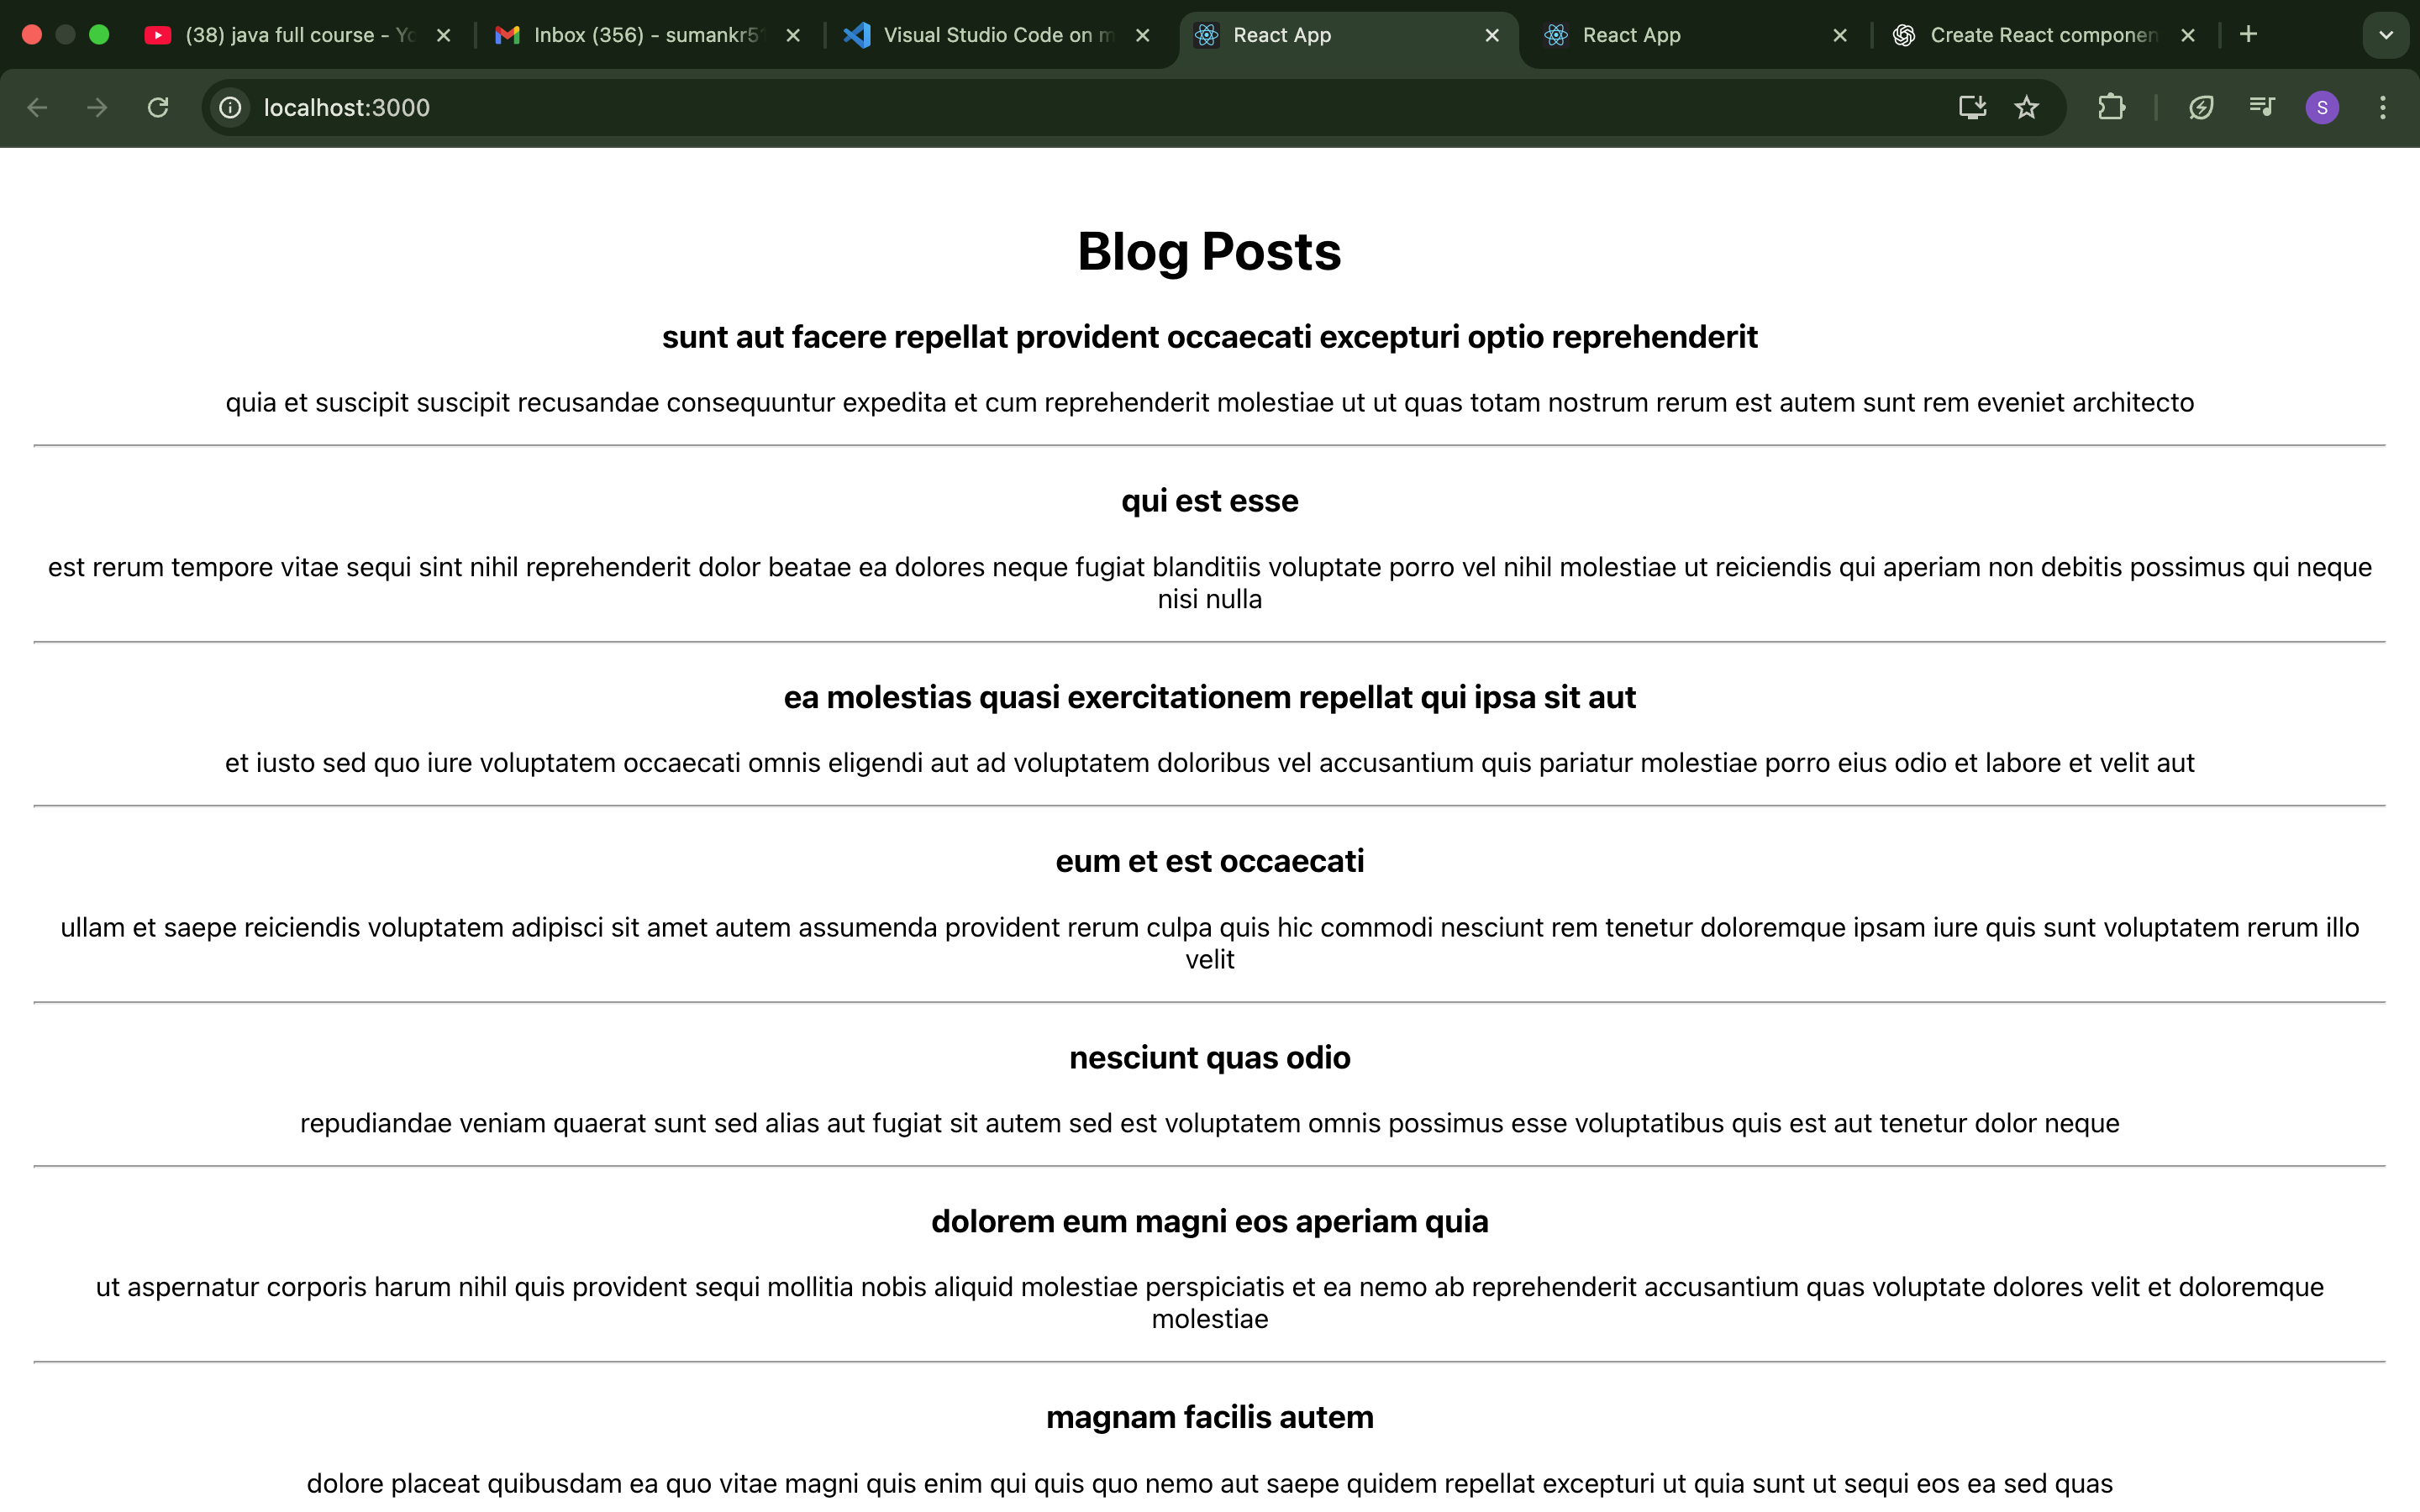 (38) java full course - Yo
Inbox (356) - sumankr5
Visual Studio Code on m
React App
React App
Create React componen
localhost:3000
S
Blog Posts
sunt aut facere repellat provident occaecati excepturi optio reprehenderit
quia et suscipit suscipit recusandae consequuntur expedita et cum reprehenderit molestiae ut ut quas totam nostrum rerum est autem sunt rem eveniet architecto
qui est esse
est rerum tempore vitae sequi sint nihil reprehenderit dolor beatae ea dolores neque fugiat blanditiis voluptate porro vel nihil molestiae ut reiciendis qui aperiam non debitis possimus qui neque
nisi nulla
ea molestias quasi exercitationem repellat qui ipsa sit aut
et iusto sed quo iure voluptatem occaecati omnis eligendi aut ad voluptatem doloribus vel accusantium quis pariatur molestiae porro eius odio et labore et velit aut
eum et est occaecati
ullam et saepe reiciendis voluptatem adipisci sit amet autem assumenda provident rerum culpa quis hic commodi nesciunt rem tenetur doloremque ipsam iure quis sunt voluptatem rerum illo
velit
nesciunt quas odio
repudiandae veniam quaerat sunt sed alias aut fugiat sit autem sed est voluptatem omnis possimus esse voluptatibus quis est aut tenetur dolor neque
dolorem eum magni eos aperiam quia
ut aspernatur corporis harum nihil quis provident sequi mollitia nobis aliquid molestiae perspiciatis et ea nemo ab reprehenderit accusantium quas voluptate dolores velit et doloremque
molestiae
magnam facilis autem
dolore placeat quibusdam ea quo vitae magni quis enim qui quis quo nemo aut saepe quidem repellat excepturi ut quia sunt ut sequi eos ea sed quas